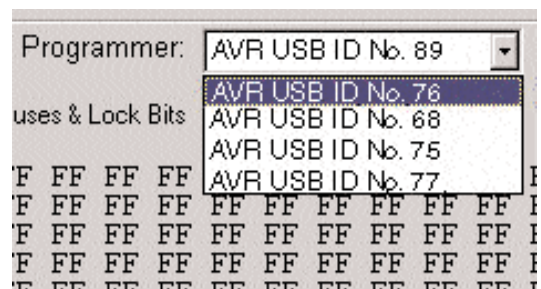 Programmer: AVR USB ID No. 89
AVR USB ID No. 76
uses & Lock Bits AVR USB ID No. 68
AVR USB ID No. 75
F FF FF FF AVR USB ID No. 77
F FF FF FF FF FF FF FF FF FF
F FF FF FF FF FF FF FF FF FF
F FF FF FF FF FF FF FF FF FF